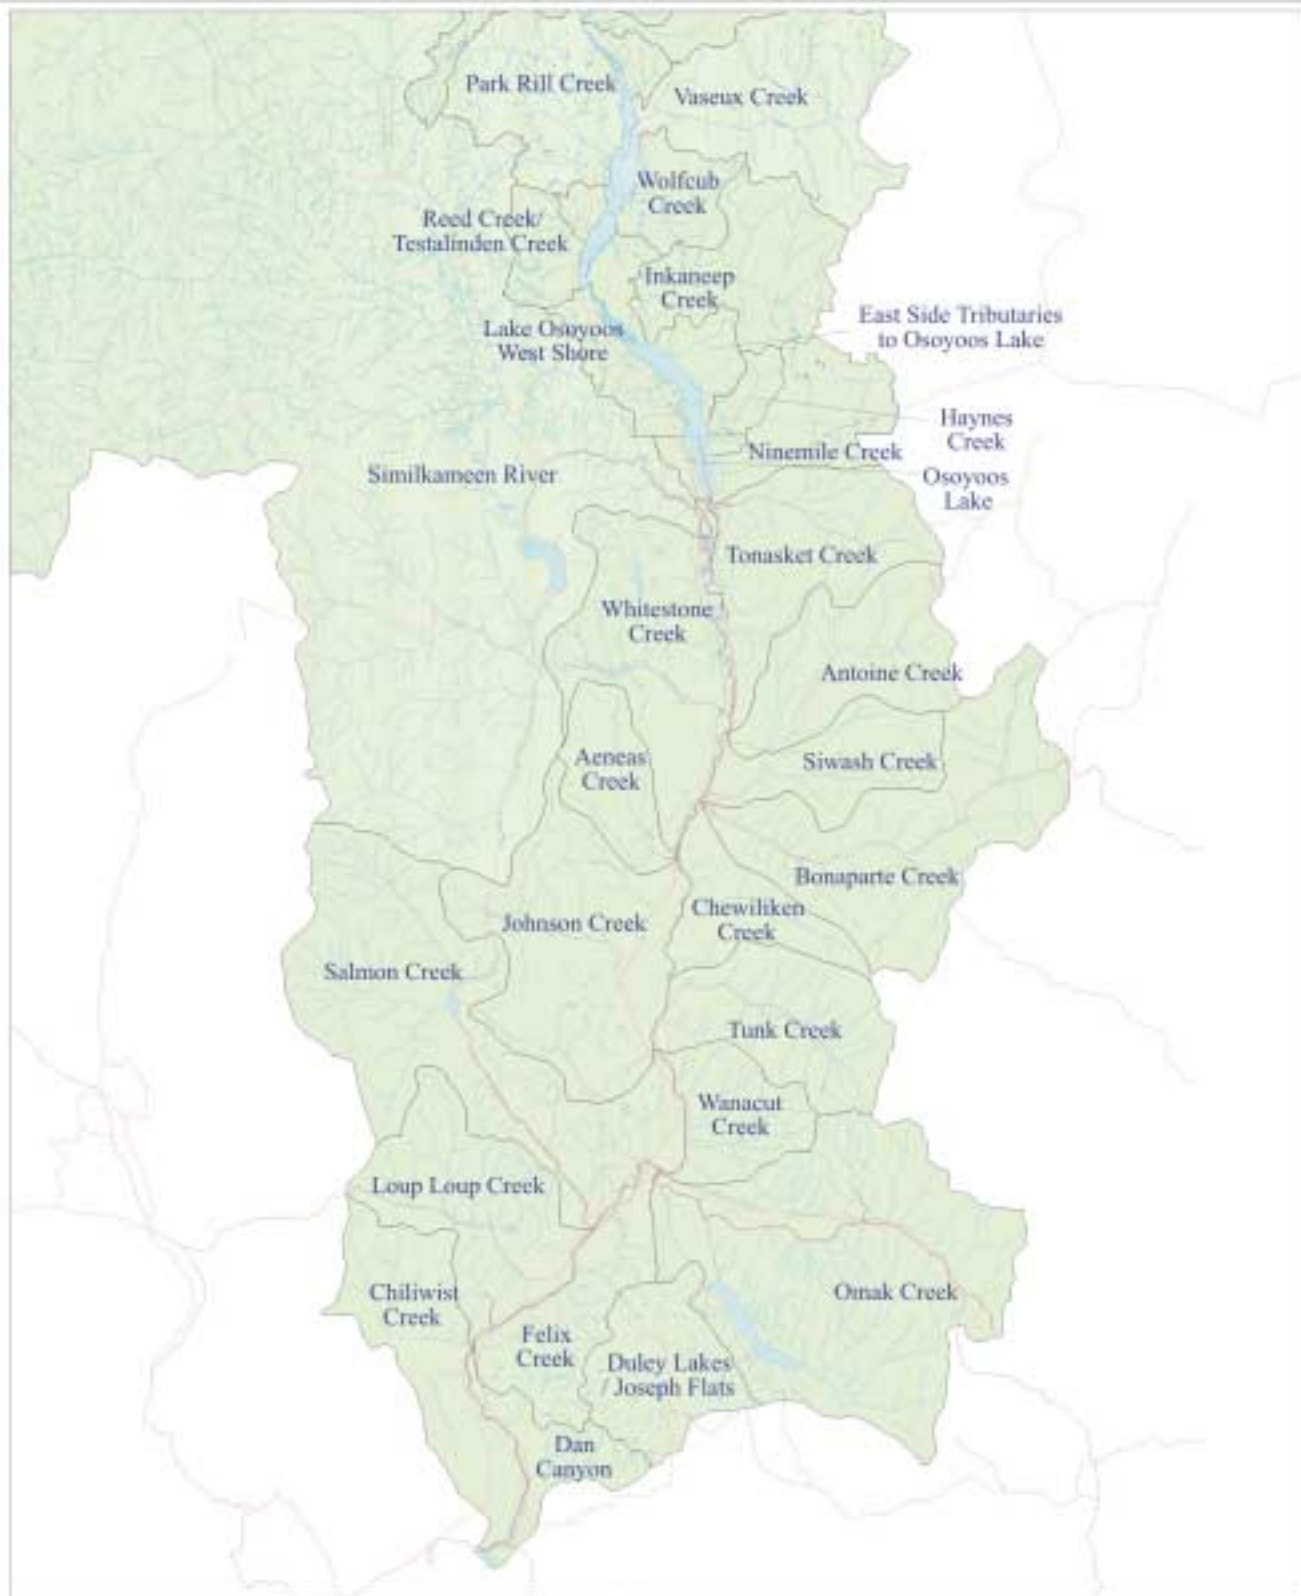 Park Rill Creek
Vaseux Creek
Wolfcub
Creek
Reed Creek/
Testalinden Creek
Inkaneep
Creek
East Side Tributaries
to Osoyoos Lake
Lake Osoyoos
West Shore
Haynes
Creek
Ninemile Creek
Osoyoos
Lake
Similkameen River
Tonasket Creek
Whitestone
Creek
Antoine Creek
Aeneas
Creek
Siwash Creek
Bonaparte Creek
Chewiliken
Creek
Johnson Creek
Salmon Creek
Tunk Creek
Wanacut
Creek
Loup Loup Creek
Chiliwist
Creek
Omak Creek
Felix
Creek
Duley Lakes
/ Joseph Flats
Dan
Canyon